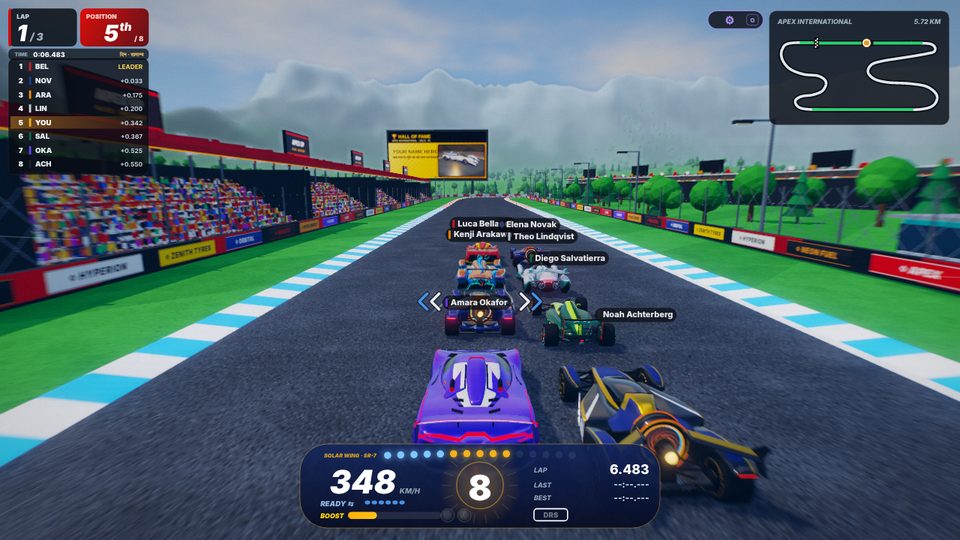 LAP
1 / 3
POSITION
5th / 8
TIME 0:06.483
1 BEL LEADER
2 NOV +0.033
3 ARA +0.175
4 LIN +0.200
5 YOU +0.342
6 SAL +0.367
7 OKA +0.525
8 ACH +0.550
APEX INTERNATIONAL 5.72 KM
HALL OF FAME
YOUR NAME HERE
HYPERION
ZENITH TYRES
ORBITAL
ZENITH TYRES
HYPERION
NEON FUEL
APEX
Luca Bella
Elena Novak
Kenji Arakaw
Theo Lindqvist
Diego Salvatierra
Amara Okafor
Noah Achterberg
SOLAR WING · SR-7
348 KM/H
READY
BOOST
8
LAP 6.483
LAST --:--.---
BEST --:--.---
DRS